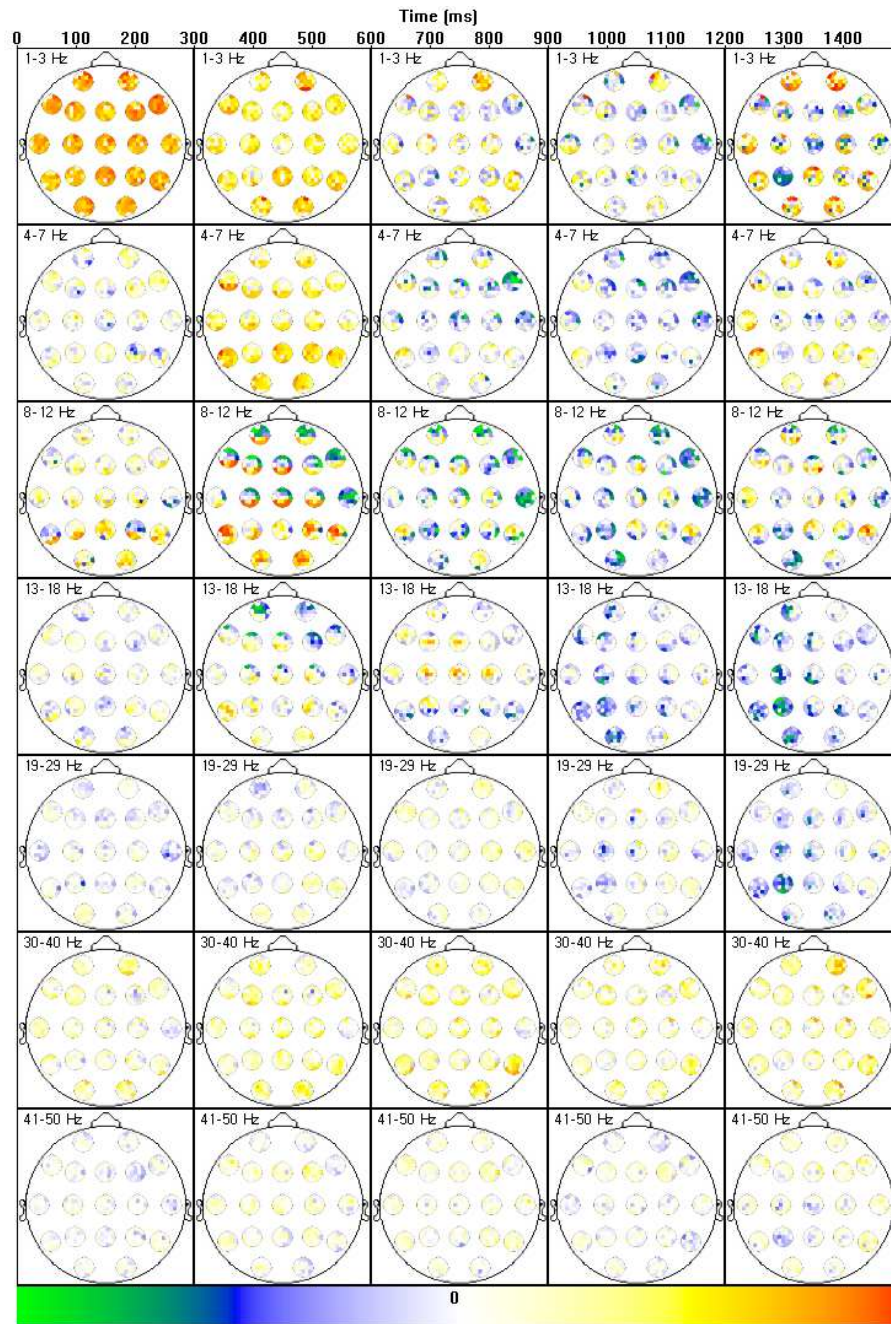 Time (ms)
0 100 200 300 400 500 600 700 800 900 1000 1100 1200 1300 1400
1-3 Hz 1-3 Hz 1-3 Hz 1-3 Hz 1-3 Hz
4-7 Hz 4-7 Hz 4-7 Hz 4-7 Hz 4-7 Hz
8-12 Hz 8-12 Hz 8-12 Hz 8-12 Hz 8-12 Hz
13-18 Hz 13-18 Hz 13-18 Hz 13-18 Hz 13-18 Hz
19-29 Hz 19-29 Hz 19-29 Hz 19-29 Hz 19-29 Hz
30-40 Hz 30-40 Hz 30-40 Hz 30-40 Hz 30-40 Hz
41-50 Hz 41-50 Hz 41-50 Hz 41-50 Hz 41-50 Hz
0